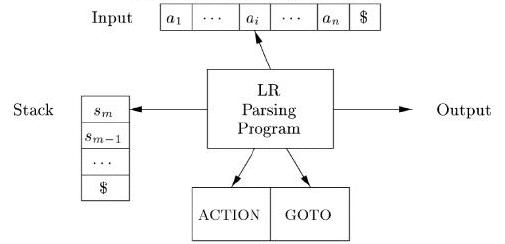 Input a₁ ··· aᵢ ··· aₙ $
LR
Parsing
Program
Stack
sₘ
sₘ₋₁
···
$
Output
ACTION GOTO